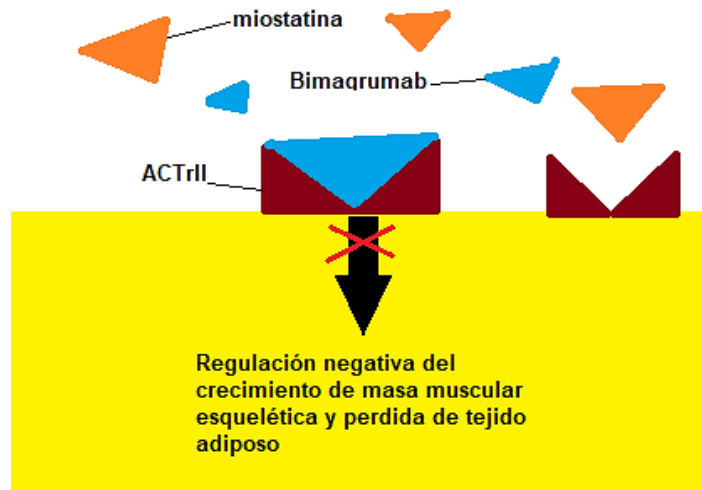 miostatina
Bimagrumab
ACTrII
Regulación negativa del
crecimiento de masa muscular
esquelética y perdida de tejido
adiposo